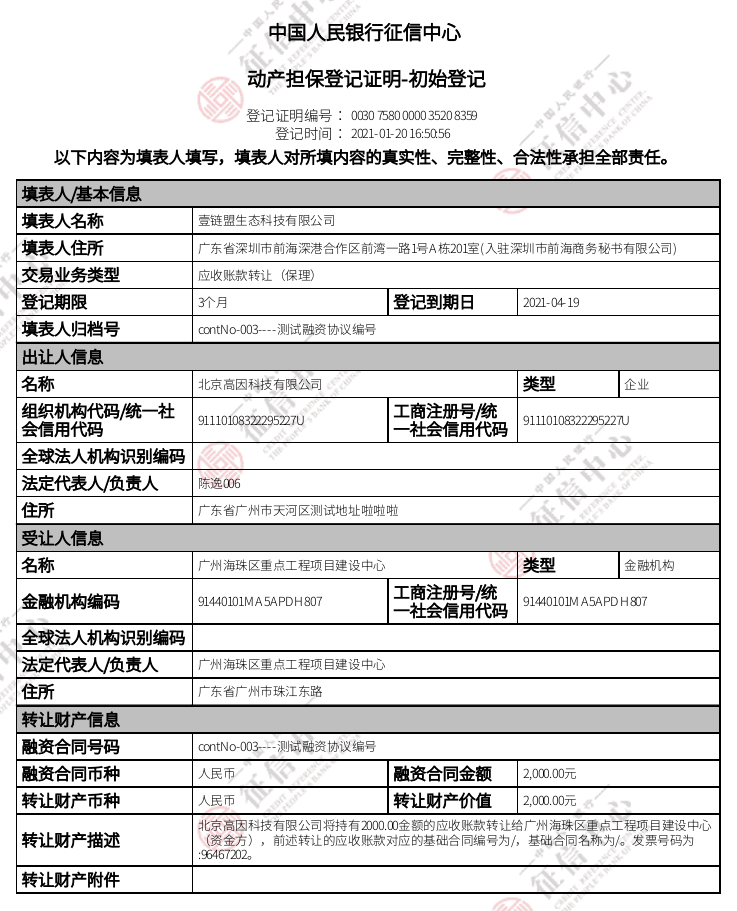 中国人民银行征信中心
动产担保登记证明-初始登记
登记证明编号： 0030 7580 0000 3520 8359
登记时间： 2021-01-20 16:50:56
以下内容为填表人填写，填表人对所填内容的真实性、完整性、合法性承担全部责任。
填表人/基本信息
填表人名称 壹链盟生态科技有限公司
填表人住所 广东省深圳市前海深港合作区前湾一路1号A栋201室(入驻深圳市前海商务秘书有限公司)
交易业务类型 应收账款转让（保理）
登记期限 3个月 登记到期日 2021-04-19
填表人归档号 contNo-003----测试融资协议编号
出让人信息
名称 北京高因科技有限公司 类型 企业
组织机构代码/统一社会信用代码 91110108322295227U 工商注册号/统一社会信用代码 91110108322295227U
全球法人机构识别编码
法定代表人/负责人 陈逸006
住所 广东省广州市天河区测试地址啦啦啦
受让人信息
名称 广州海珠区重点工程项目建设中心 类型 金融机构
金融机构编码 91440101MA5APDH807 工商注册号/统一社会信用代码 91440101MA5APDH807
全球法人机构识别编码
法定代表人/负责人 广州海珠区重点工程项目建设中心
住所 广东省广州市珠江东路
转让财产信息
融资合同号码 contNo-003----测试融资协议编号
融资合同币种 人民币 融资合同金额 2,000.00元
转让财产币种 人民币 转让财产价值 2,000.00元
转让财产描述 北京高因科技有限公司将持有2000.00金额的应收账款转让给广州海珠区重点工程项目建设中心
（资金方），前述转让的应收账款对应的基础合同编号为/，基础合同名称为/。发票号码为
:96467202。
转让财产附件